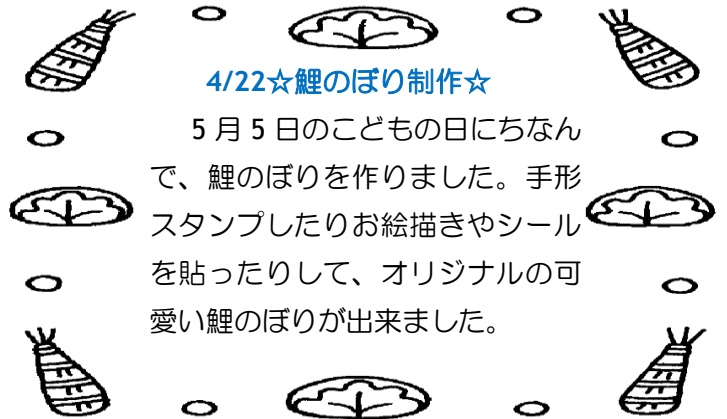 4/22☆鯉のぼり制作☆
5月5日のこどもの日にちなん
で、鯉のぼりを作りました。手形
スタンプしたりお絵描きやシール
を貼ったりして、オリジナルの可
愛い鯉のぼりが出来ました。